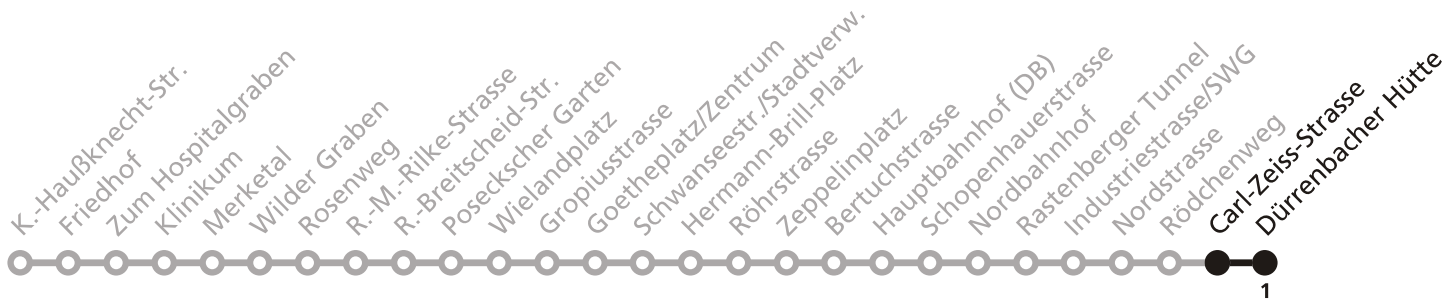 K.-Haußknecht-Str.
Friedhof
Zum Hospitalgraben
Klinikum
Merketal
Wilder Graben
Rosenweg
R.-M.-Rilke-Strasse
R.-Breitscheid-Str.
Poseckscher Garten
Wielandplatz
Gropiusstrasse
Goetheplatz/Zentrum
Schwanseestr./Stadtverw.
Hermann-Brill-Platz
Röhrstrasse
Zeppelinplatz
Bertuchstrasse
Hauptbahnhof (DB)
Schopenhauerstrasse
Nordbahnhof
Rastenberger Tunnel
Industriestrasse/SWG
Nordstrasse
Rödchenweg
Carl-Zeiss-Strasse
Dürrenbacher Hütte
1